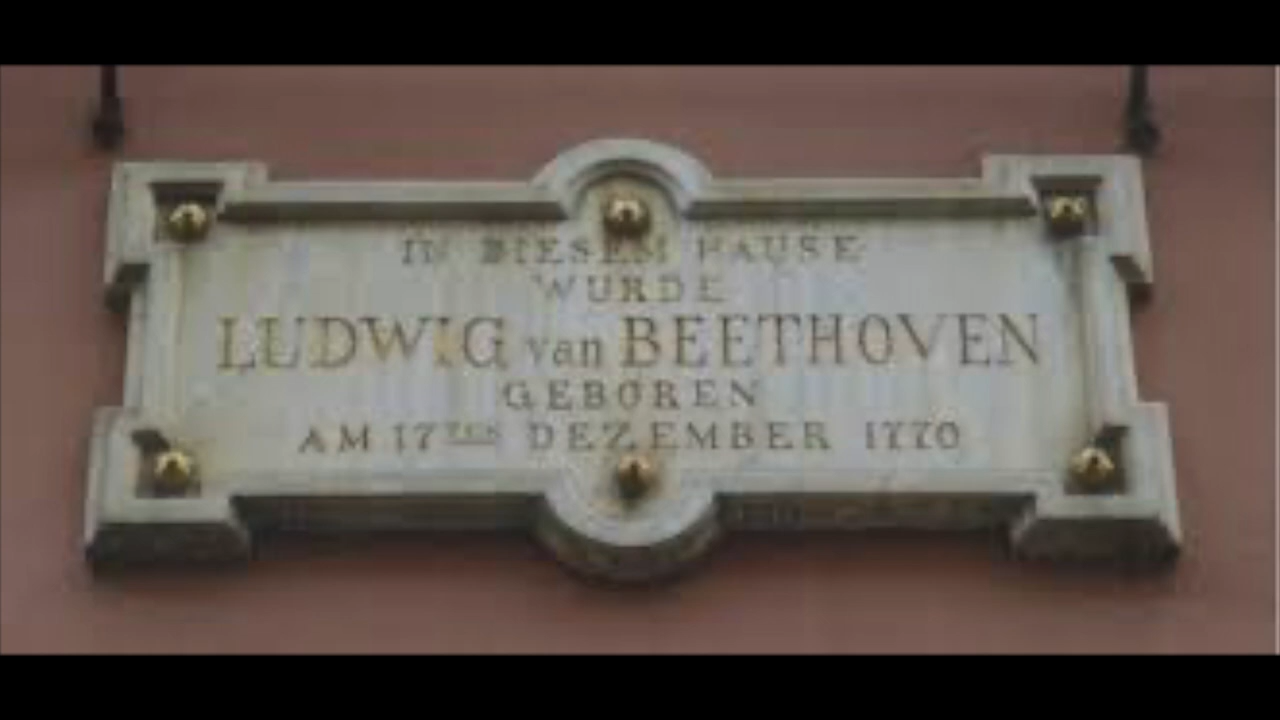 IN DIESEM HAUSE
WURDE
LUDWIG van BEETHOVEN
GEBOREN
AM 17TEN DEZEMBER 1770